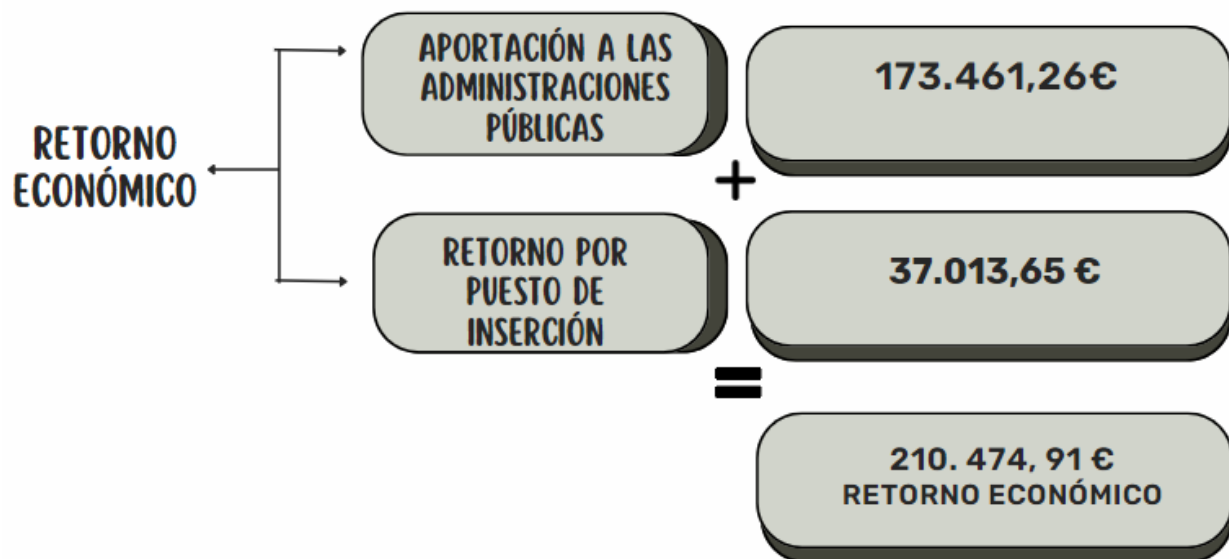 RETORNO
ECONÓMICO
APORTACIÓN A LAS
ADMINISTRACIONES
PÚBLICAS
173.461,26€
+
RETORNO POR
PUESTO DE
INSERCIÓN
37.013,65 €
=
210. 474, 91 €
RETORNO ECONÓMICO